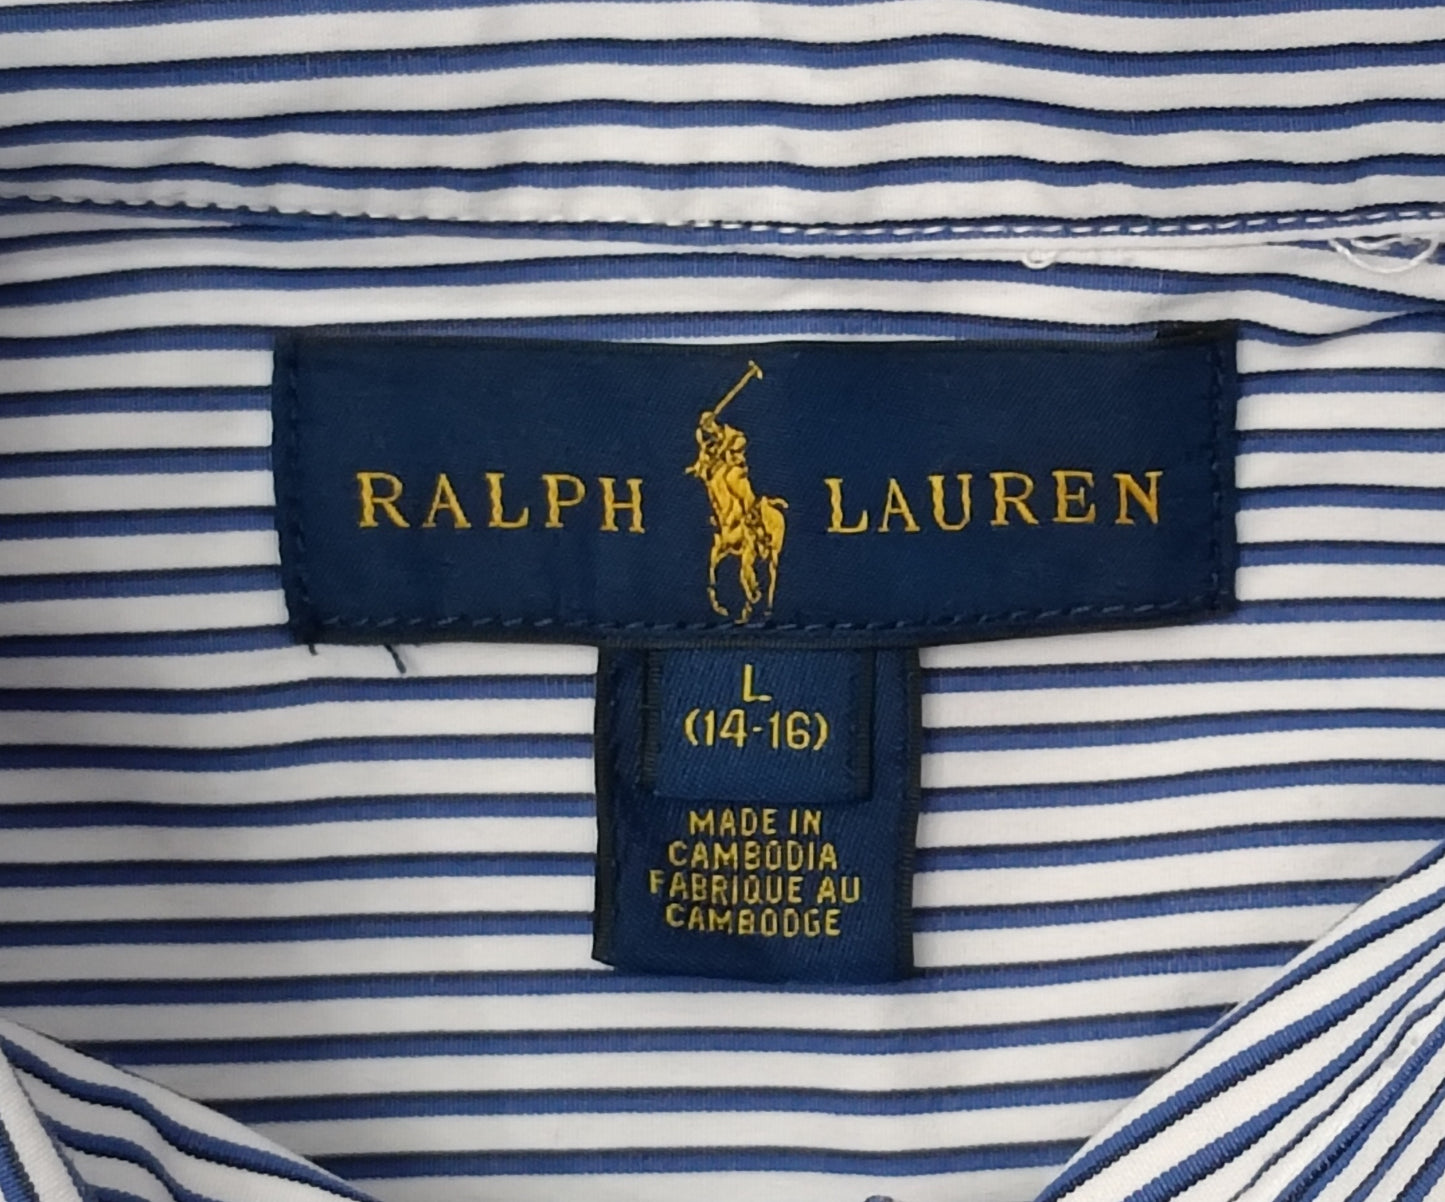 RALPH LAUREN
L
(14-16)
MADE IN
CAMBODIA
FABRIQUE AU
CAMBODGE